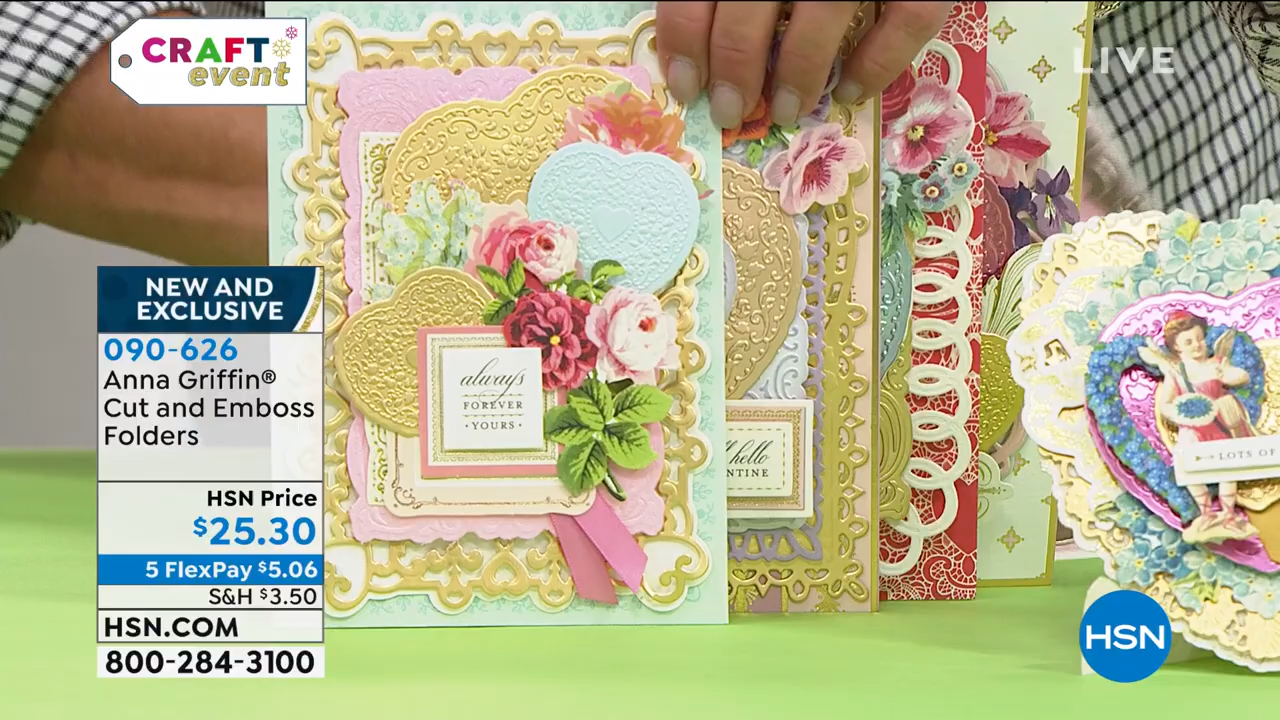 CRAFT
event
LIVE
NEW AND
EXCLUSIVE
090-626
Anna Griffin®
Cut and Emboss
Folders
HSN Price
$25.30
5 FlexPay $5.06
S&H $3.50
HSN.COM
800-284-3100
always
FOREVER
·YOURS·
hello
LOTS OF
HSN